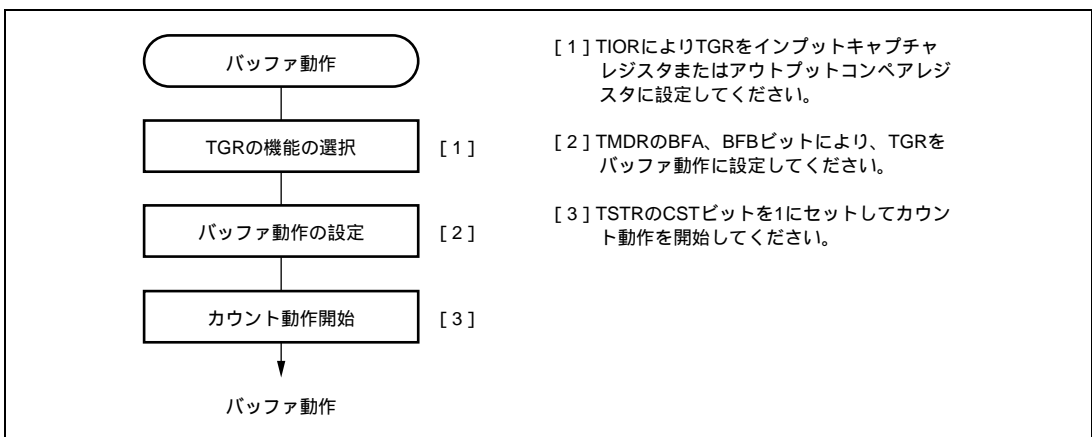 バッファ動作
TGRの機能の選択 [1]
バッファ動作の設定 [2]
カウント動作開始 [3]
バッファ動作
[1] TIORによりTGRをインプットキャプチャ
レジスタまたはアウトプットコンペアレジ
スタに設定してください。
[2] TMDRのBFA、BFBビットにより、TGRを
バッファ動作に設定してください。
[3] TSTRのCSTビットを1にセットしてカウン
ト動作を開始してください。